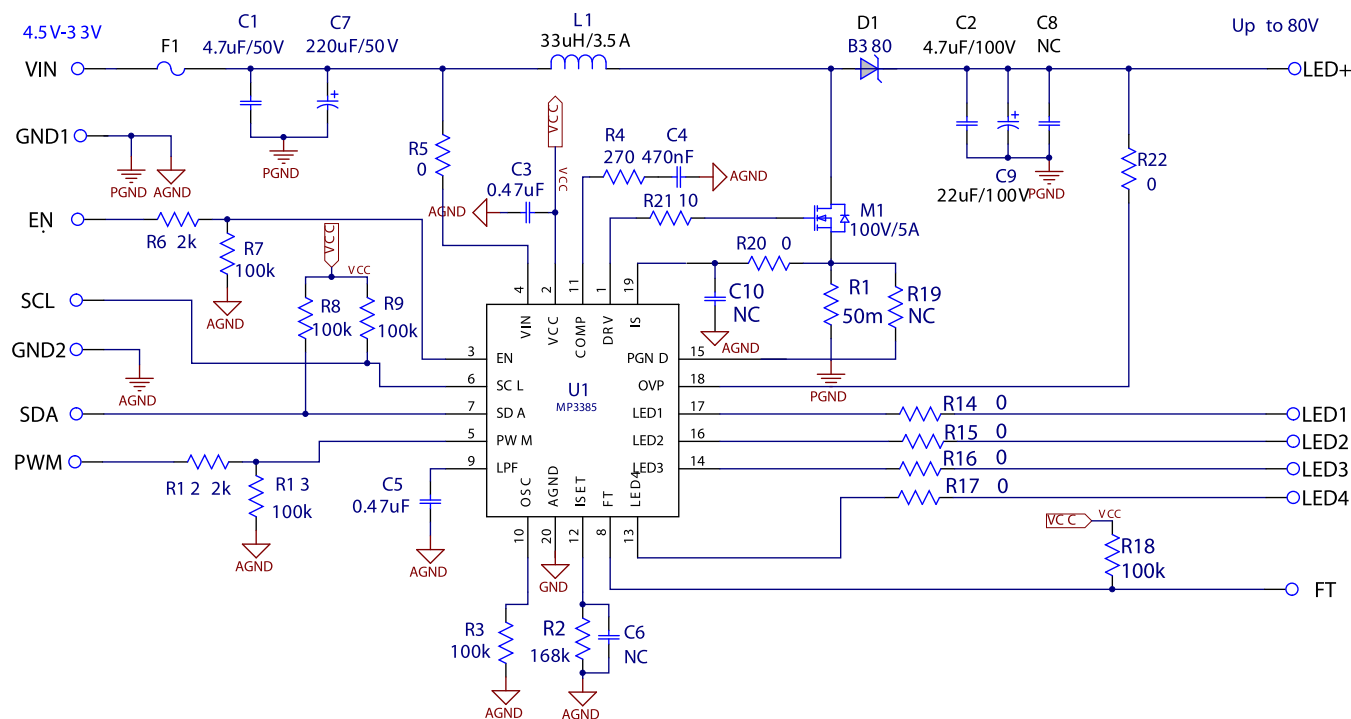 4.5V-33V
C1
4.7uF/50V
C7
220uF/50V
L1
33uH/3.5A
D1
B380
C2
4.7uF/100V
C8
NC
Up to 80V
VIN
F1
LED+
GND1
PGND
AGND
PGND
R5
0
VCC
VCC
C3
0.47uF
AGND
R4
270
C4
470nF
AGND
R21 10
M1
100V/5A
C9
22uF/100V
PGND
R22
0
EN
R6 2k
R7
100k
AGND
VCC
VCC
R8
100k
R9
100k
R20 0
C10
NC
AGND
R1
50m
R19
NC
PGND
SCL
GND2
AGND
SDA
PWM
R12 2k
R13
100k
AGND
C5
0.47uF
AGND
4
2
11
1
19
VIN
VCC
COMP
DRV
IS
3
EN
6
SCL
7
SDA
5
PWM
9
LPF
U1
MP3385
PGND
15
OVP
18
LED1
17
LED2
16
LED3
14
OSC
AGND
ISET
FT
LED4
10
20
12
8
13
R14 0
LED1
R15 0
LED2
R16 0
LED3
R17 0
LED4
VCC
VCC
R18
100k
FT
GND
R3
100k
AGND
R2
168k
C6
NC
AGND